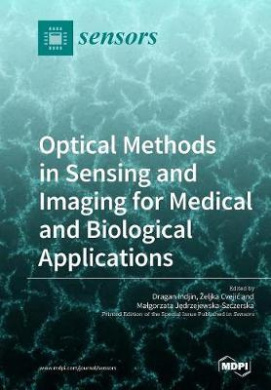 sensors
Optical Methods
in Sensing and
Imaging for Medical
and Biological
Applications
Edited by
Dragan Indjin, Željka Cvejić and
Małgorzata Jędrzejewska-Szczerska
Printed Edition of the Special Issue Published in Sensors
www.mdpi.com/journal/sensors
MDPI